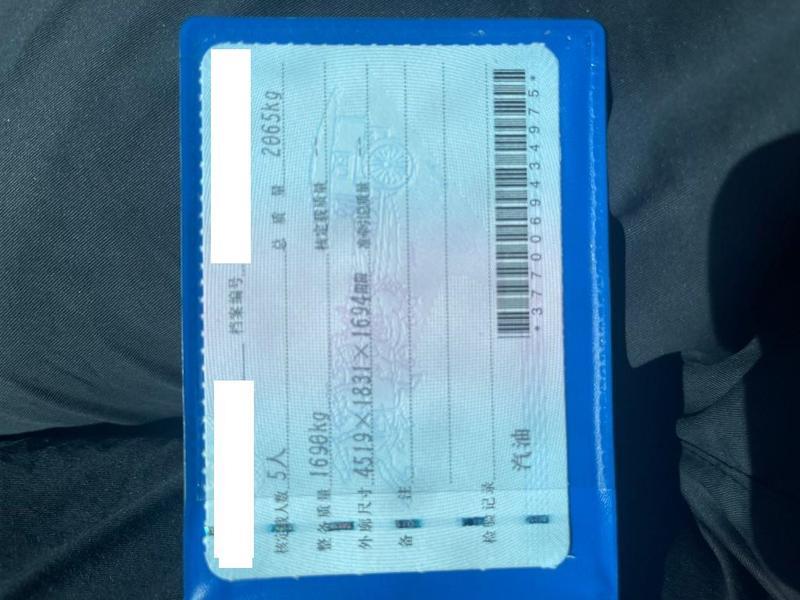 档案编号
核定载人数 5人 总质量 2065kg
整备质量 1690kg 核定载质量
外廓尺寸 4519×1831×1694mm 准牵引总质量
备注
检验记录
汽油
*3770069434975*